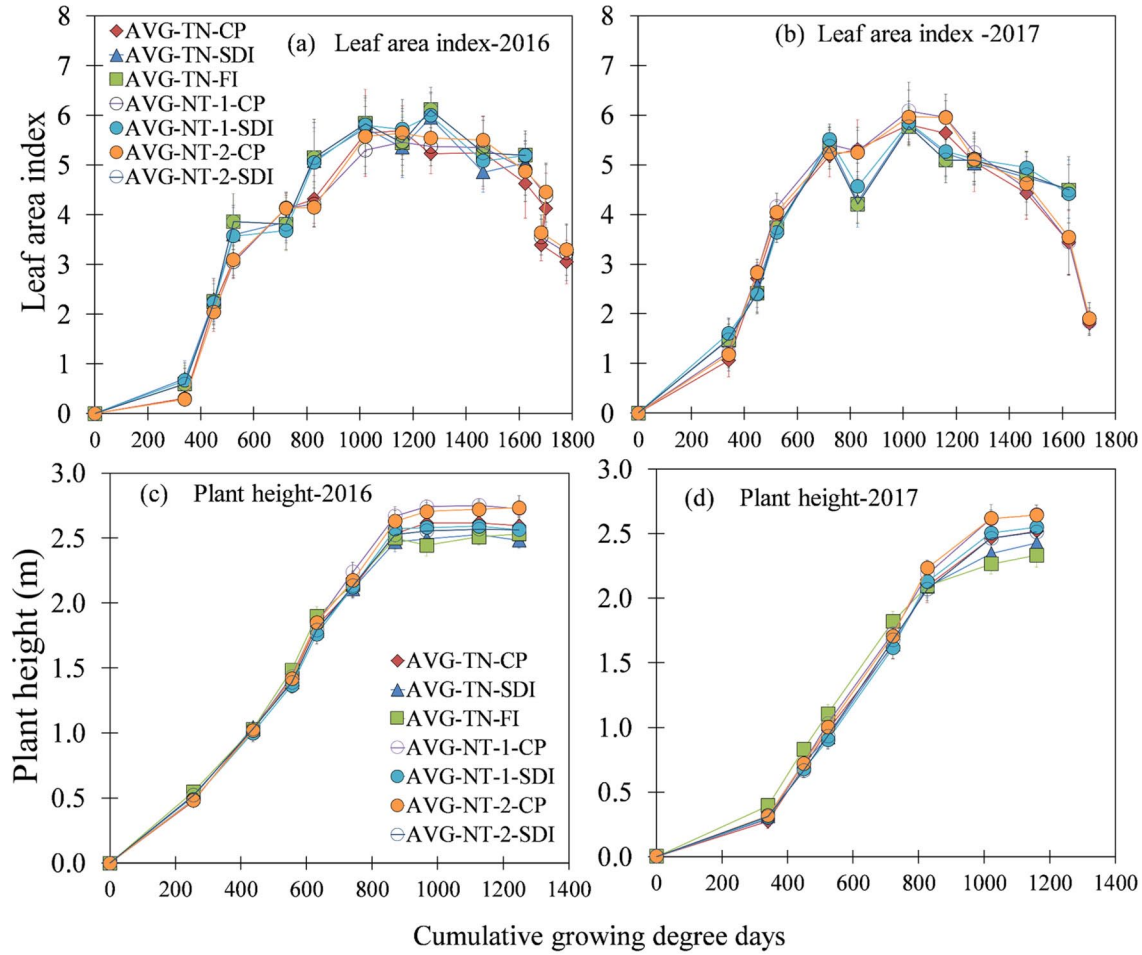 8
7
6
5
4
3
2
1
0
Leaf area index
AVG-TN-CP
AVG-TN-SDI
AVG-TN-FI
AVG-NT-1-CP
AVG-NT-1-SDI
AVG-NT-2-CP
AVG-NT-2-SDI
(a) Leaf area index-2016
0 200 400 600 800 1000 1200 1400 1600 1800
8
7
6
5
4
3
2
1
0
(b) Leaf area index -2017
0 200 400 600 800 1000 1200 1400 1600 1800
3.0
2.5
2.0
1.5
1.0
0.5
0.0
Plant height (m)
(c) Plant height-2016
AVG-TN-CP
AVG-TN-SDI
AVG-TN-FI
AVG-NT-1-CP
AVG-NT-1-SDI
AVG-NT-2-CP
AVG-NT-2-SDI
0 200 400 600 800 1000 1200 1400
3.0
2.5
2.0
1.5
1.0
0.5
0.0
(d) Plant height-2017
0 200 400 600 800 1000 1200 1400
Cumulative growing degree days